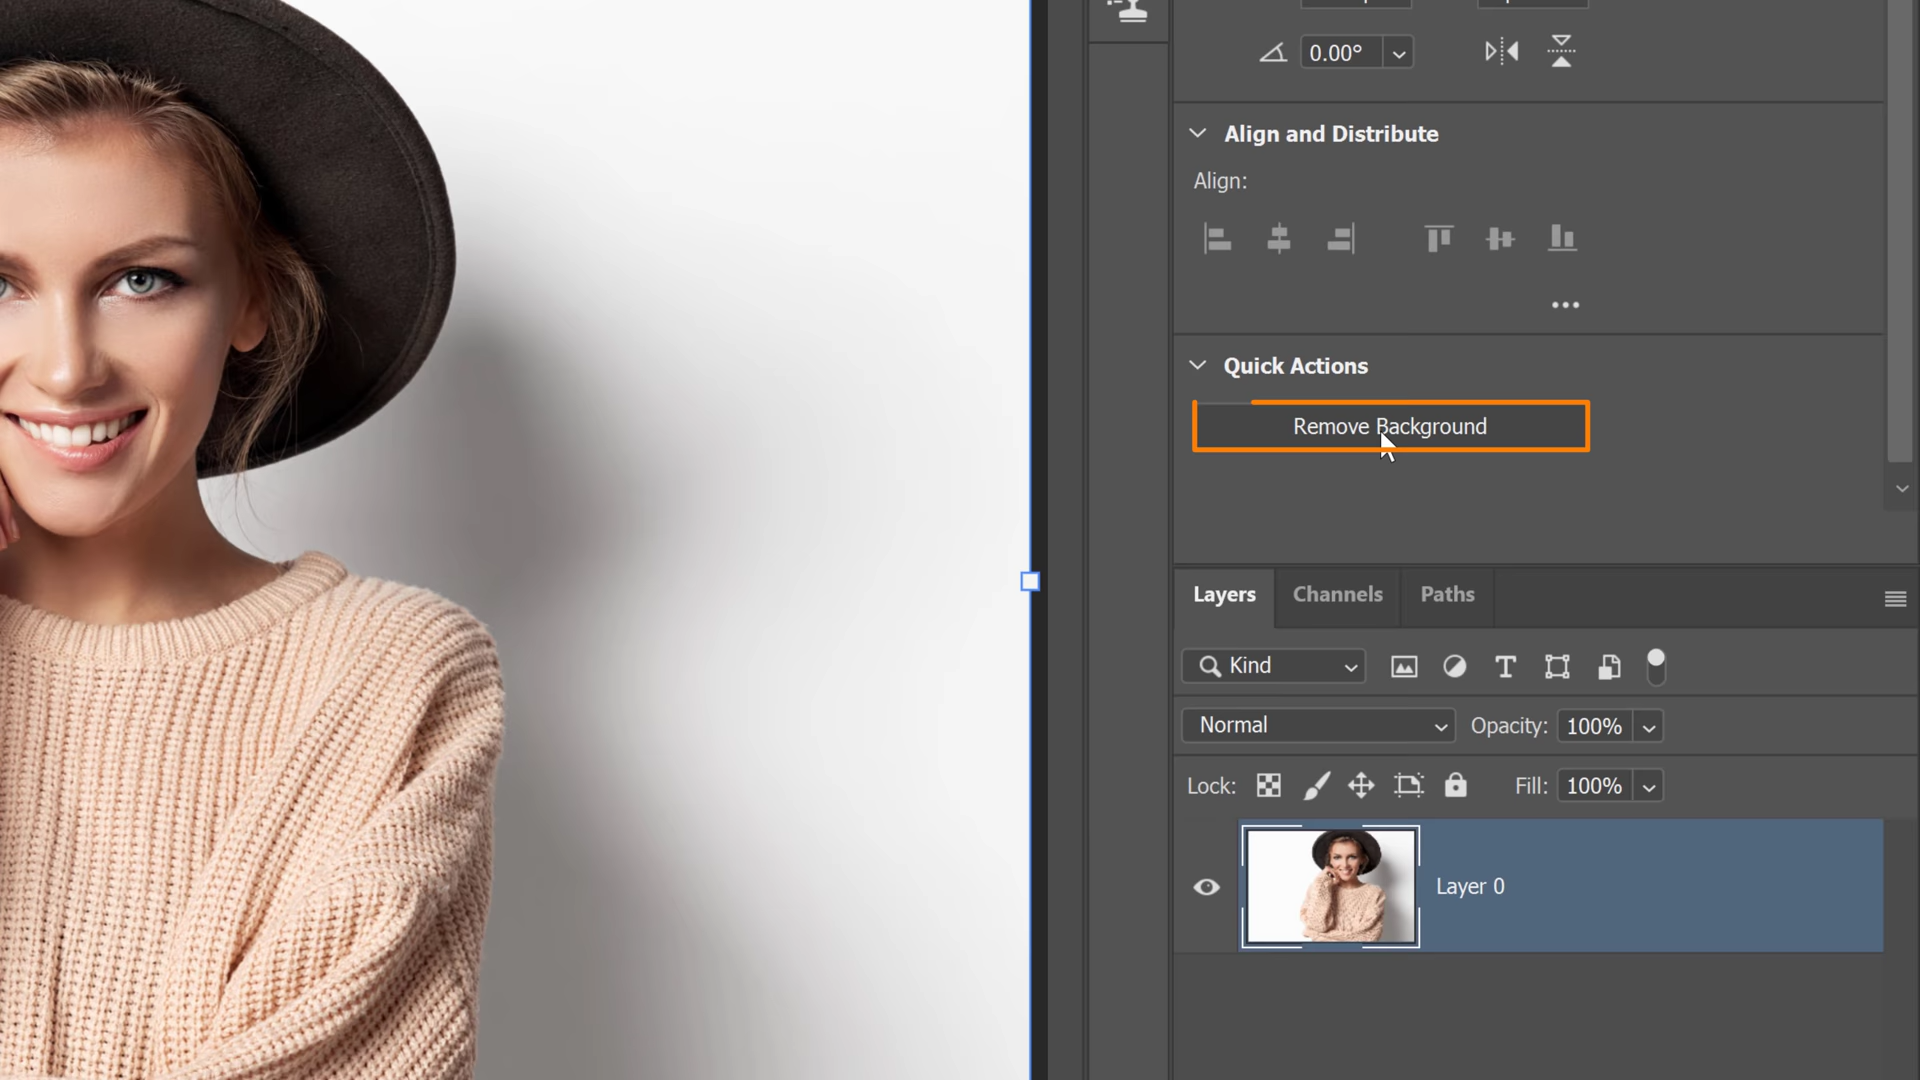 0.00°
Align and Distribute
Align:
Quick Actions
Remove Background
Layers Channels Paths
Kind
Normal Opacity: 100%
Lock: Fill: 100%
Layer 0